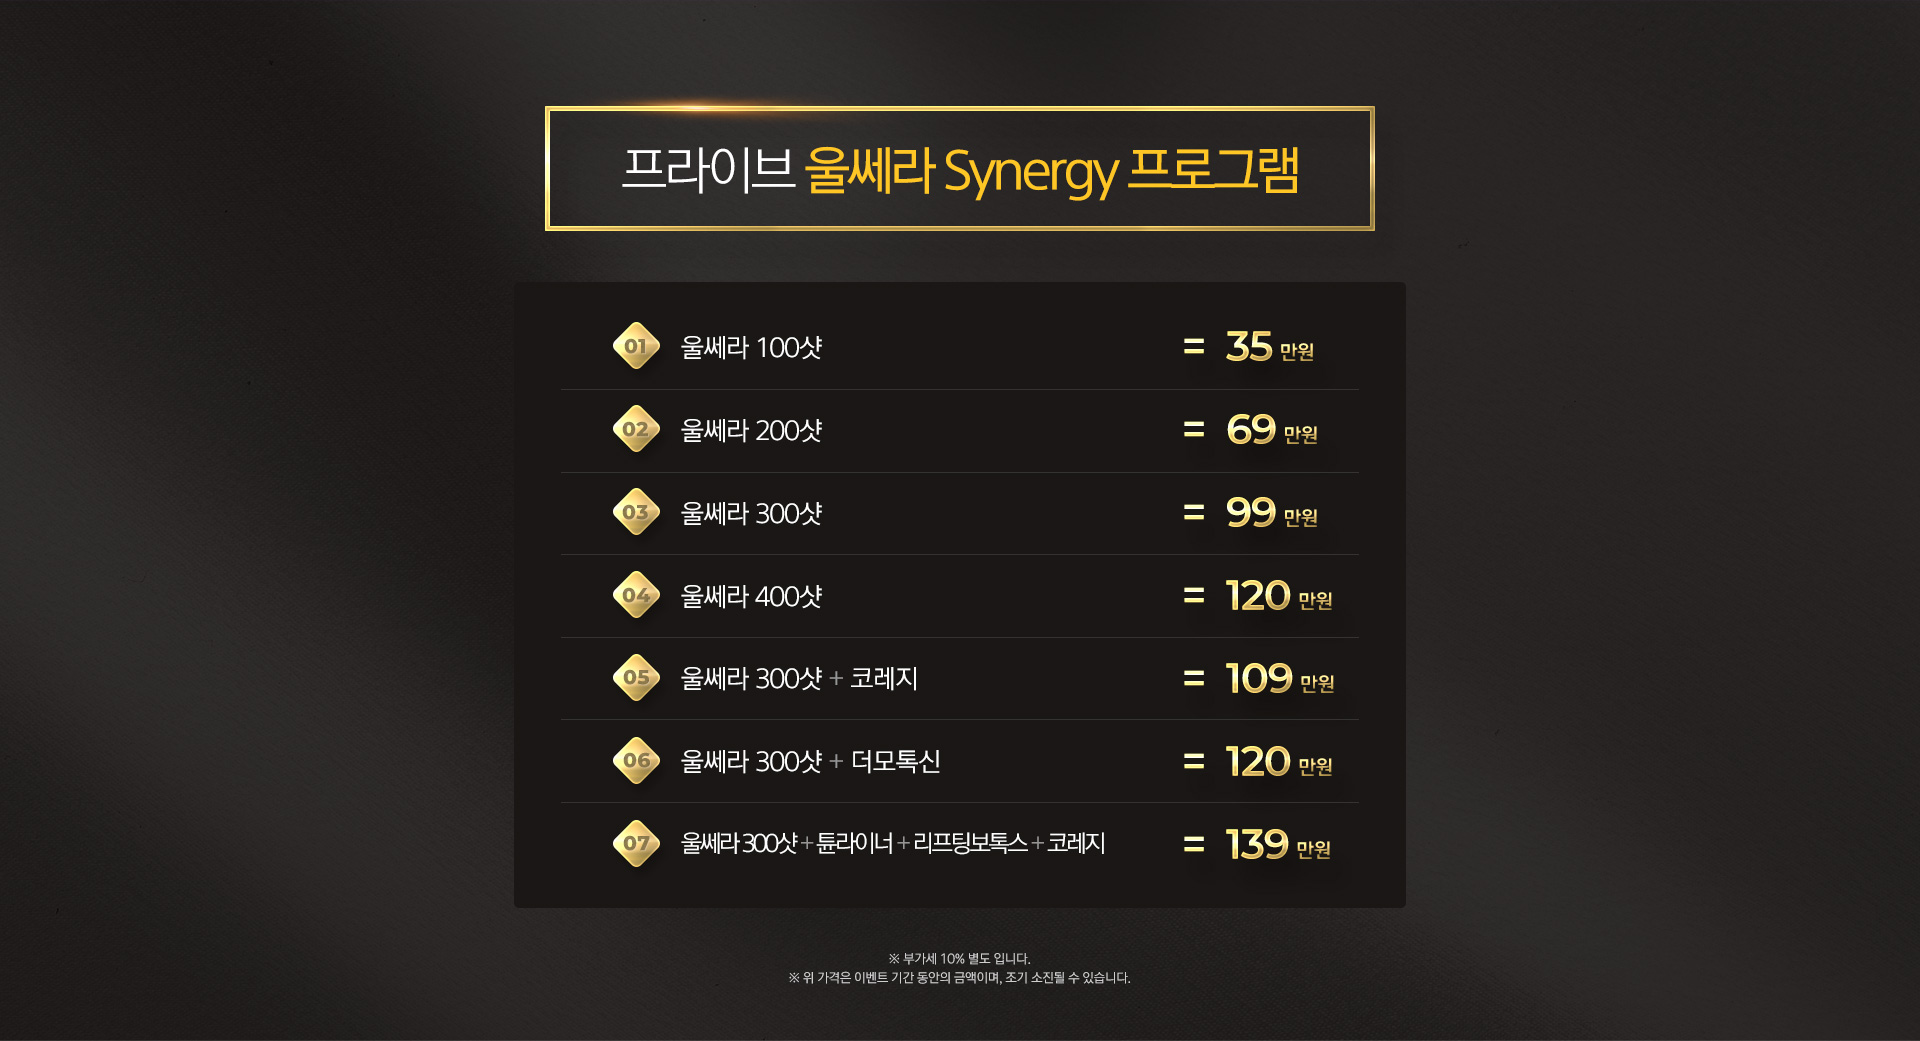 프라이브 울쎄라 Synergy 프로그램
01 울쎄라 100샷 = 35 만원
02 울쎄라 200샷 = 69 만원
03 울쎄라 300샷 = 99 만원
04 울쎄라 400샷 = 120 만원
05 울쎄라 300샷 + 코레지 = 109 만원
06 울쎄라 300샷 + 더모톡신 = 120 만원
07 울쎄라 300샷 + 튠라이너 + 리프팅보톡스 + 코레지 = 139 만원
※ 부가세 10% 별도 입니다.
※ 위 가격은 이벤트 기간 동안의 금액이며, 조기 소진될 수 있습니다.